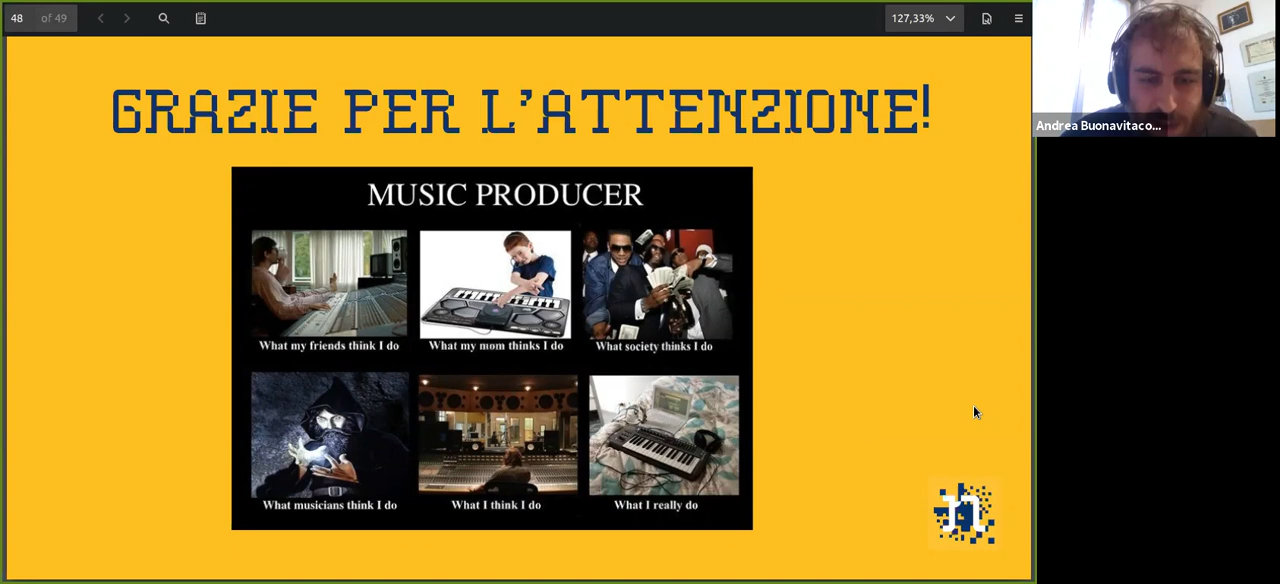 48 of 49
127,33%
GRAZIE PER L'ATTENZIONE!
MUSIC PRODUCER
What my friends think I do
What my mom thinks I do
What society thinks I do
What musicians think I do
What I think I do
What I really do
n
Andrea Buonavitaco...